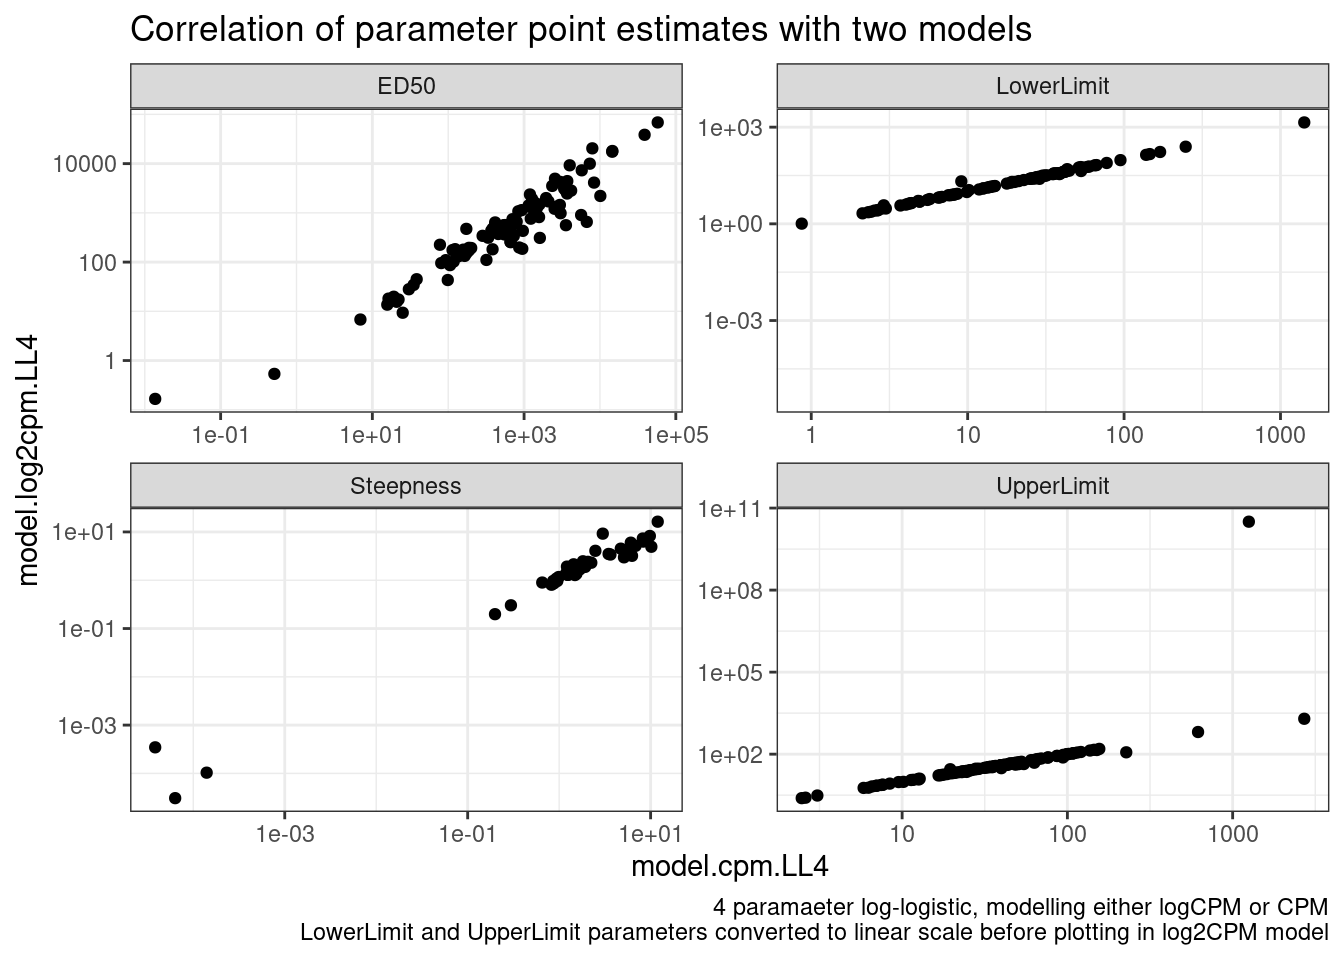 Correlation of parameter point estimates with two models
ED50
LowerLimit
10000
100
1
1e-01
1e+01
1e+03
1e+05
1e+03
1e+00
1e-03
1
10
100
1000
model.log2cpm.LL4
Steepness
UpperLimit
1e+01
1e-01
1e-03
1e-03
1e-01
1e+01
1e+11
1e+08
1e+05
1e+02
10
100
1000
model.cpm.LL4
4 paramaeter log-logistic, modelling either logCPM or CPM
LowerLimit and UpperLimit parameters converted to linear scale before plotting in log2CPM model